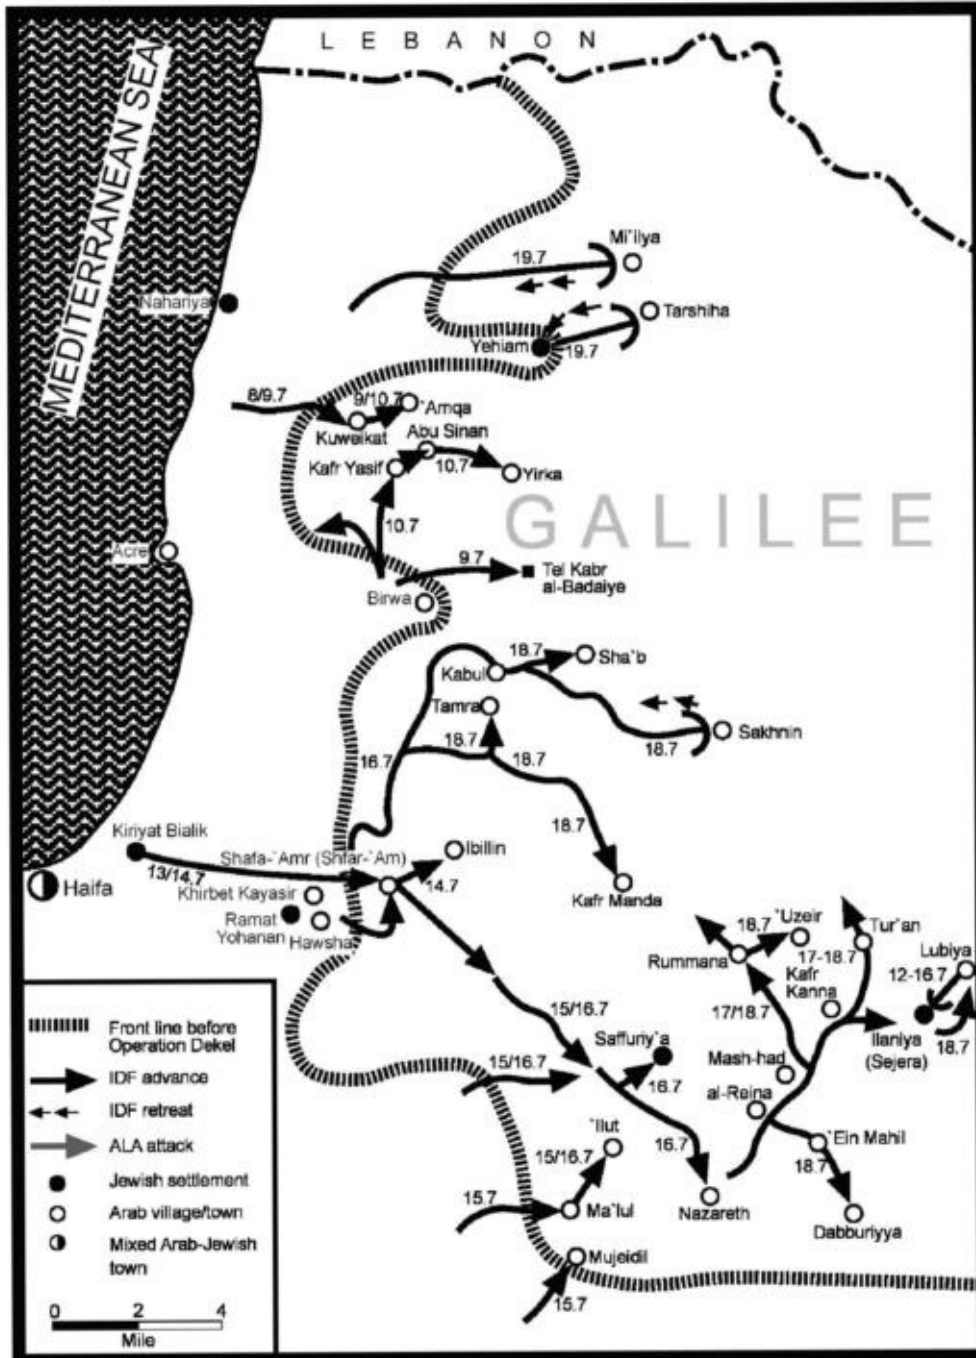 LEBANON
MEDITERRANEAN SEA
Mi`ilya
19.7
Nahariya
Tarshiha
Yehiam
19.7
8/9.7
9/10.7
`Amqa
Kuweikat
Abu Sinan
Kafr Yasif
10.7
Yirka
GALILEE
10.7
Acre
9.7
Tel Kabr
al-Badaiye
Birwa
18.7
Sha`b
Kabul
Tamra
18.7
18.7
Sakhnin
16.7
18.7
18.7
Kiriyat Bialik
13/14.7
Shafa-`Amr (Shfar-`Am)
Ibillin
14.7
Haifa
Khirbet Kayasir
Kafr Manda
Ramat
Yohanan
Hawsha
18.7
`Uzeir
Tur`an
Rummana
17-18.7
Lubiya
12-16.7
Kafr
Kanna
17/18.7
Ilaniya
(Sejera)
18.7
15/16.7
Saffuriy`a
15/16.7
16.7
Mash-had
al-Reina
`Ilut
16.7
`Ein Mahil
15/16.7
18.7
15.7
Ma`lul
Nazareth
Dabburiyya
Mujeidil
15.7
Front line before
Operation Dekel
IDF advance
IDF retreat
ALA attack
Jewish settlement
Arab village/town
Mixed Arab-Jewish
town
0 2 4
Mile